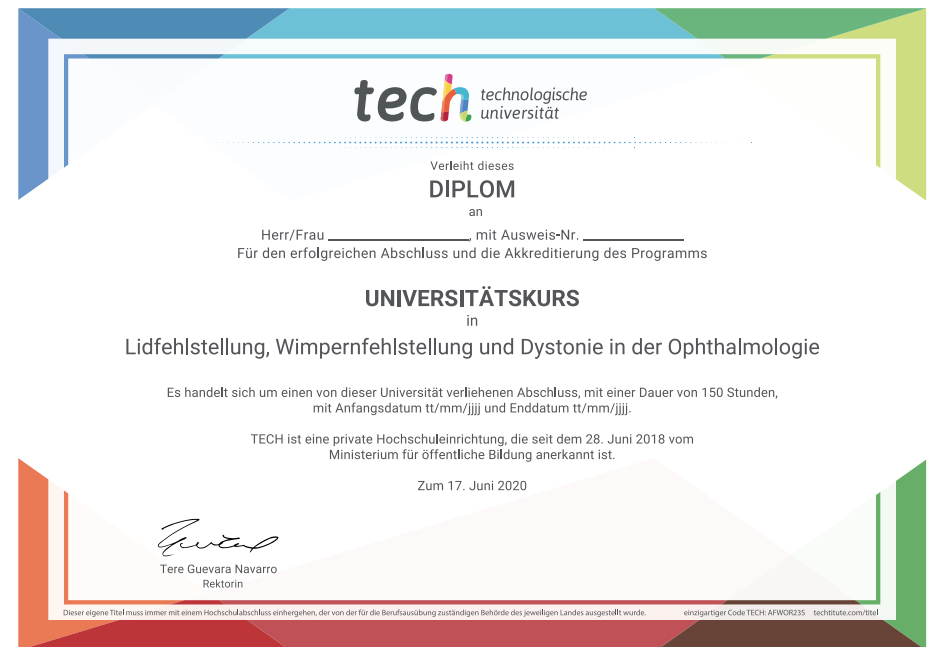 tech technologische
universität
Verleiht dieses
DIPLOM
an
Herr/Frau ____________________, mit Ausweis-Nr. ______________
Für den erfolgreichen Abschluss und die Akkreditierung des Programms
UNIVERSITÄTSKURS
in
Lidfehlstellung, Wimpernfehlstellung und Dystonie in der Ophthalmologie
Es handelt sich um einen von dieser Universität verliehenen Abschluss, mit einer Dauer von 150 Stunden,
mit Anfangsdatum tt/mm/jjjj und Enddatum tt/mm/jjjj.
TECH ist eine private Hochschuleinrichtung, die seit dem 28. Juni 2018 vom
Ministerium für öffentliche Bildung anerkannt ist.
Zum 17. Juni 2020
Tere Guevara Navarro
Rektorin
Dieser eigene Titel muss immer mit einem Hochschulabschluss einhergehen, der von der für die Berufsausübung zuständigen Behörde des jeweiligen Landes ausgestellt wurde. einzigartiger Code TECH: AFWOR23S techtitute.com/titel